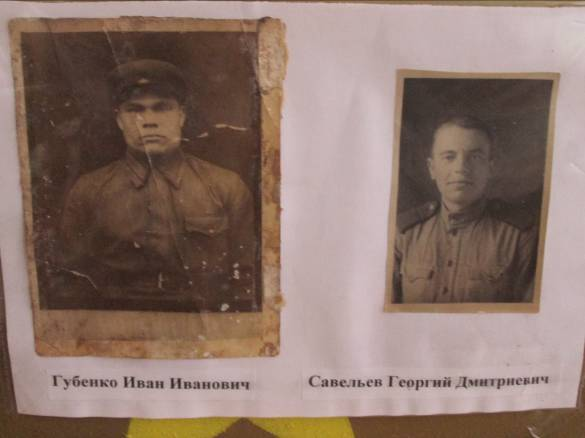 Губенко Иван Иванович
Савельев Георгий Дмитриевич